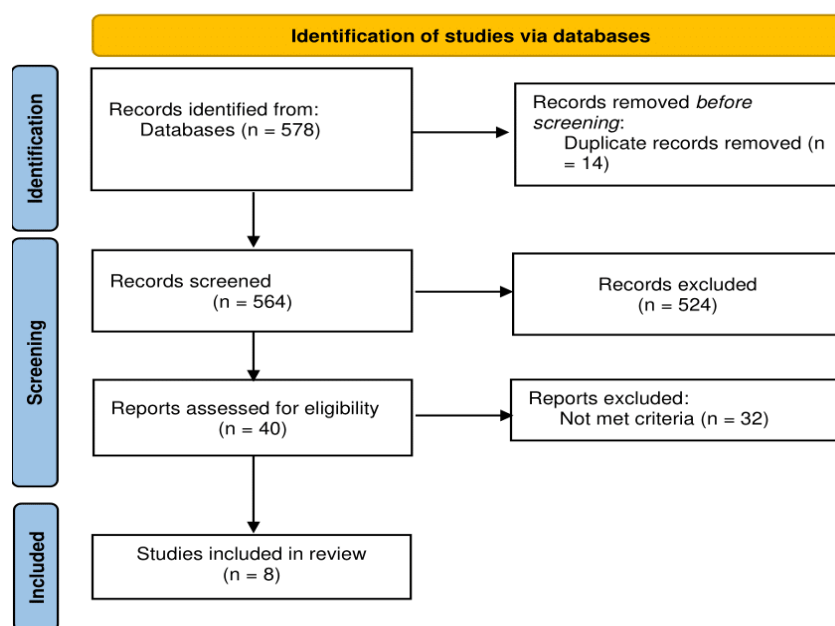 Identification of studies via databases
Identification
Records identified from:
Databases (n = 578)
Records removed before
screening:
Duplicate records removed (n
= 14)
Screening
Records screened
(n = 564)
Records excluded
(n = 524)
Reports assessed for eligibility
(n = 40)
Reports excluded:
Not met criteria (n = 32)
Included
Studies included in review
(n = 8)